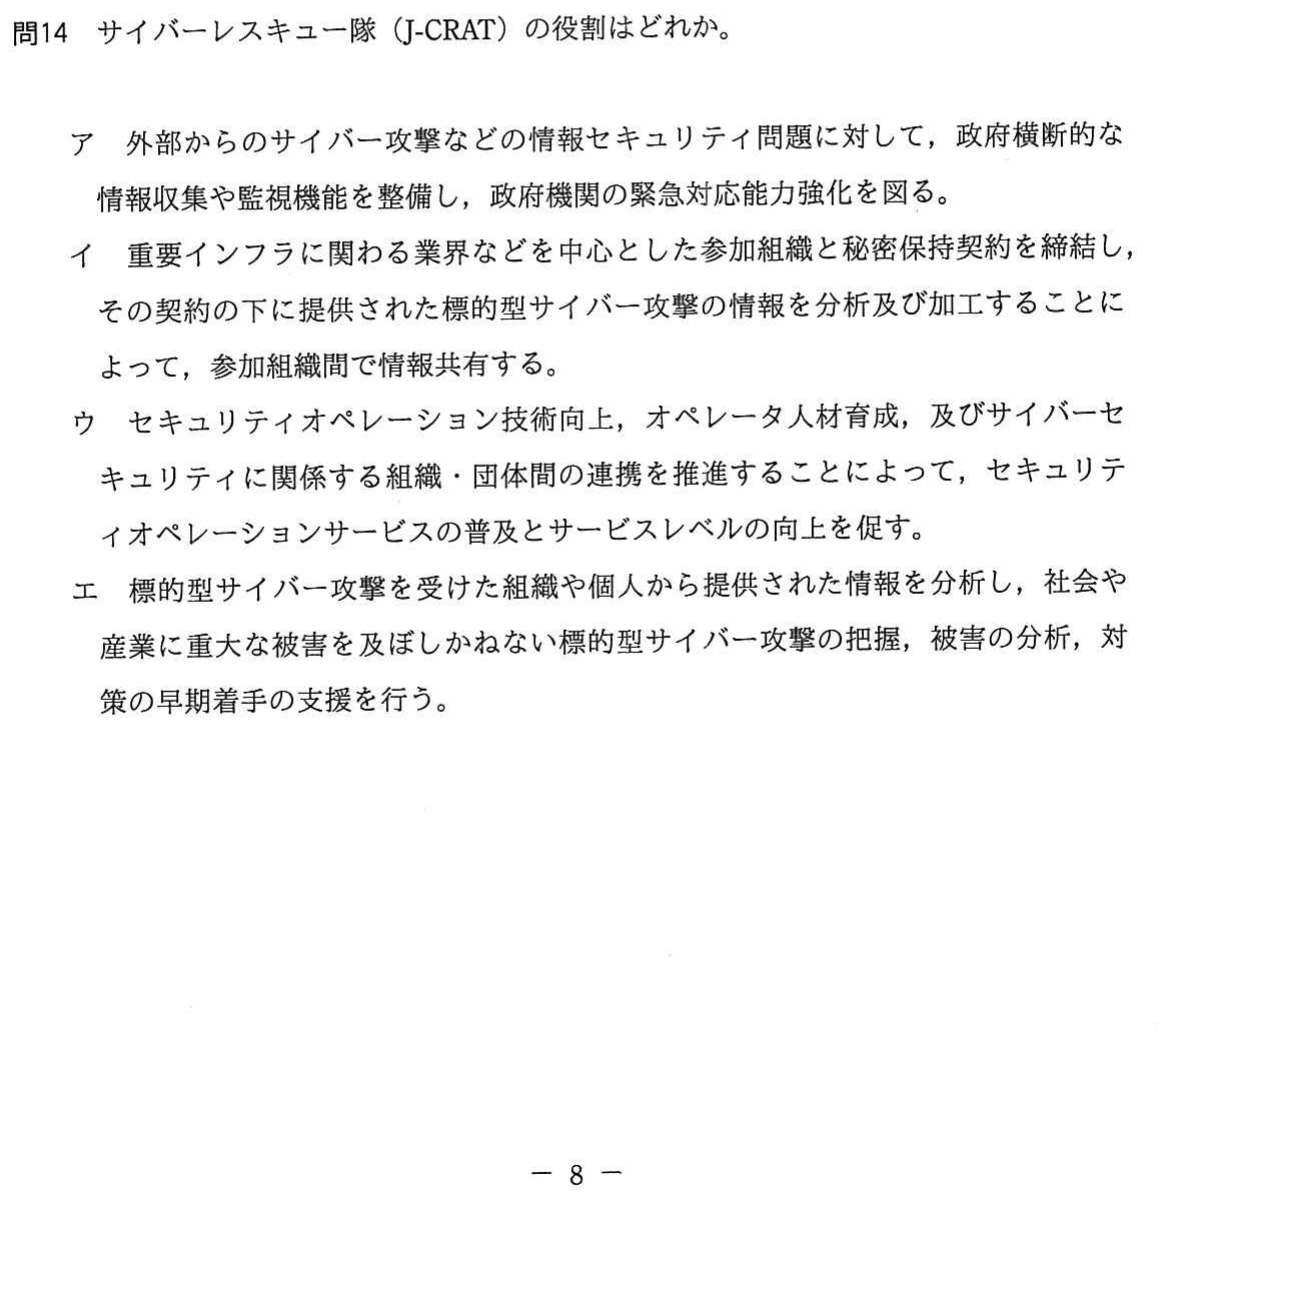 問14 サイバーレスキュー隊（J-CRAT）の役割はどれか。
ア 外部からのサイバー攻撃などの情報セキュリティ問題に対して，政府横断的な
情報収集や監視機能を整備し，政府機関の緊急対応能力強化を図る。
イ 重要インフラに関わる業界などを中心とした参加組織と秘密保持契約を締結し，
その契約の下に提供された標的型サイバー攻撃の情報を分析及び加工することに
よって，参加組織間で情報共有する。
ウ セキュリティオペレーション技術向上，オペレータ人材育成，及びサイバーセ
キュリティに関係する組織・団体間の連携を推進することによって，セキュリテ
ィオペレーションサービスの普及とサービスレベルの向上を促す。
エ 標的型サイバー攻撃を受けた組織や個人から提供された情報を分析し，社会や
産業に重大な被害を及ぼしかねない標的型サイバー攻撃の把握，被害の分析，対
策の早期着手の支援を行う。
－ 8 －